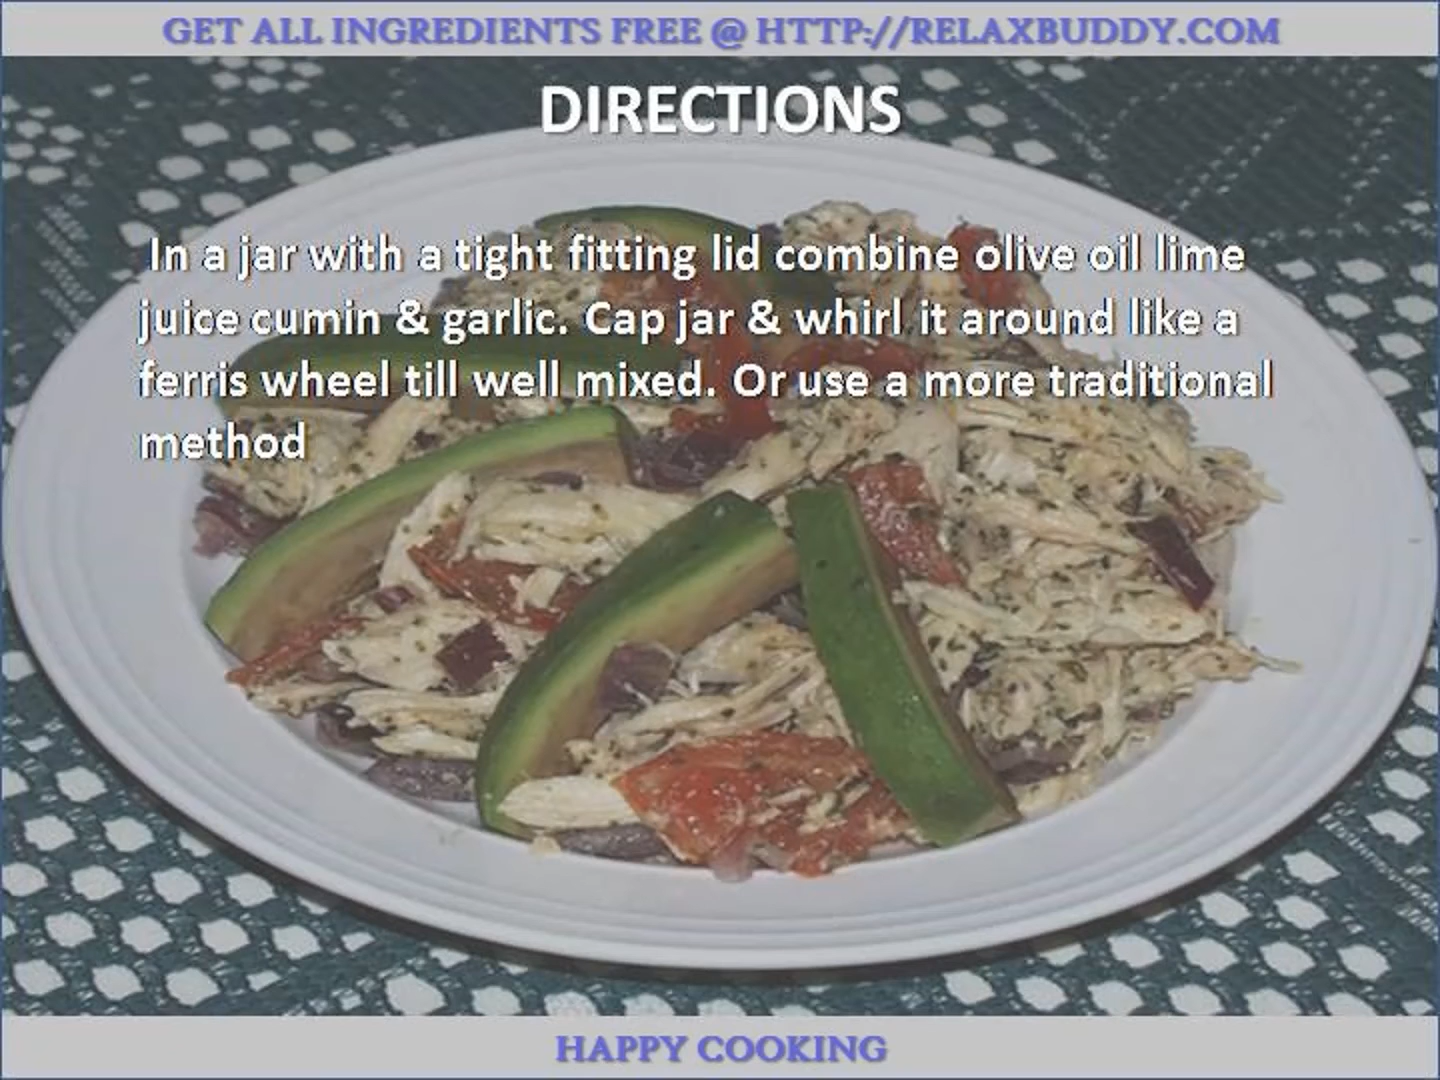 GET ALL INGREDIENTS FREE @ HTTP://RELAXBUDDY.COM
DIRECTIONS
In a jar with a tight fitting lid combine olive oil lime
juice cumin & garlic. Cap jar & whirl it around like a
ferris wheel till well mixed. Or use a more traditional
method
HAPPY COOKING